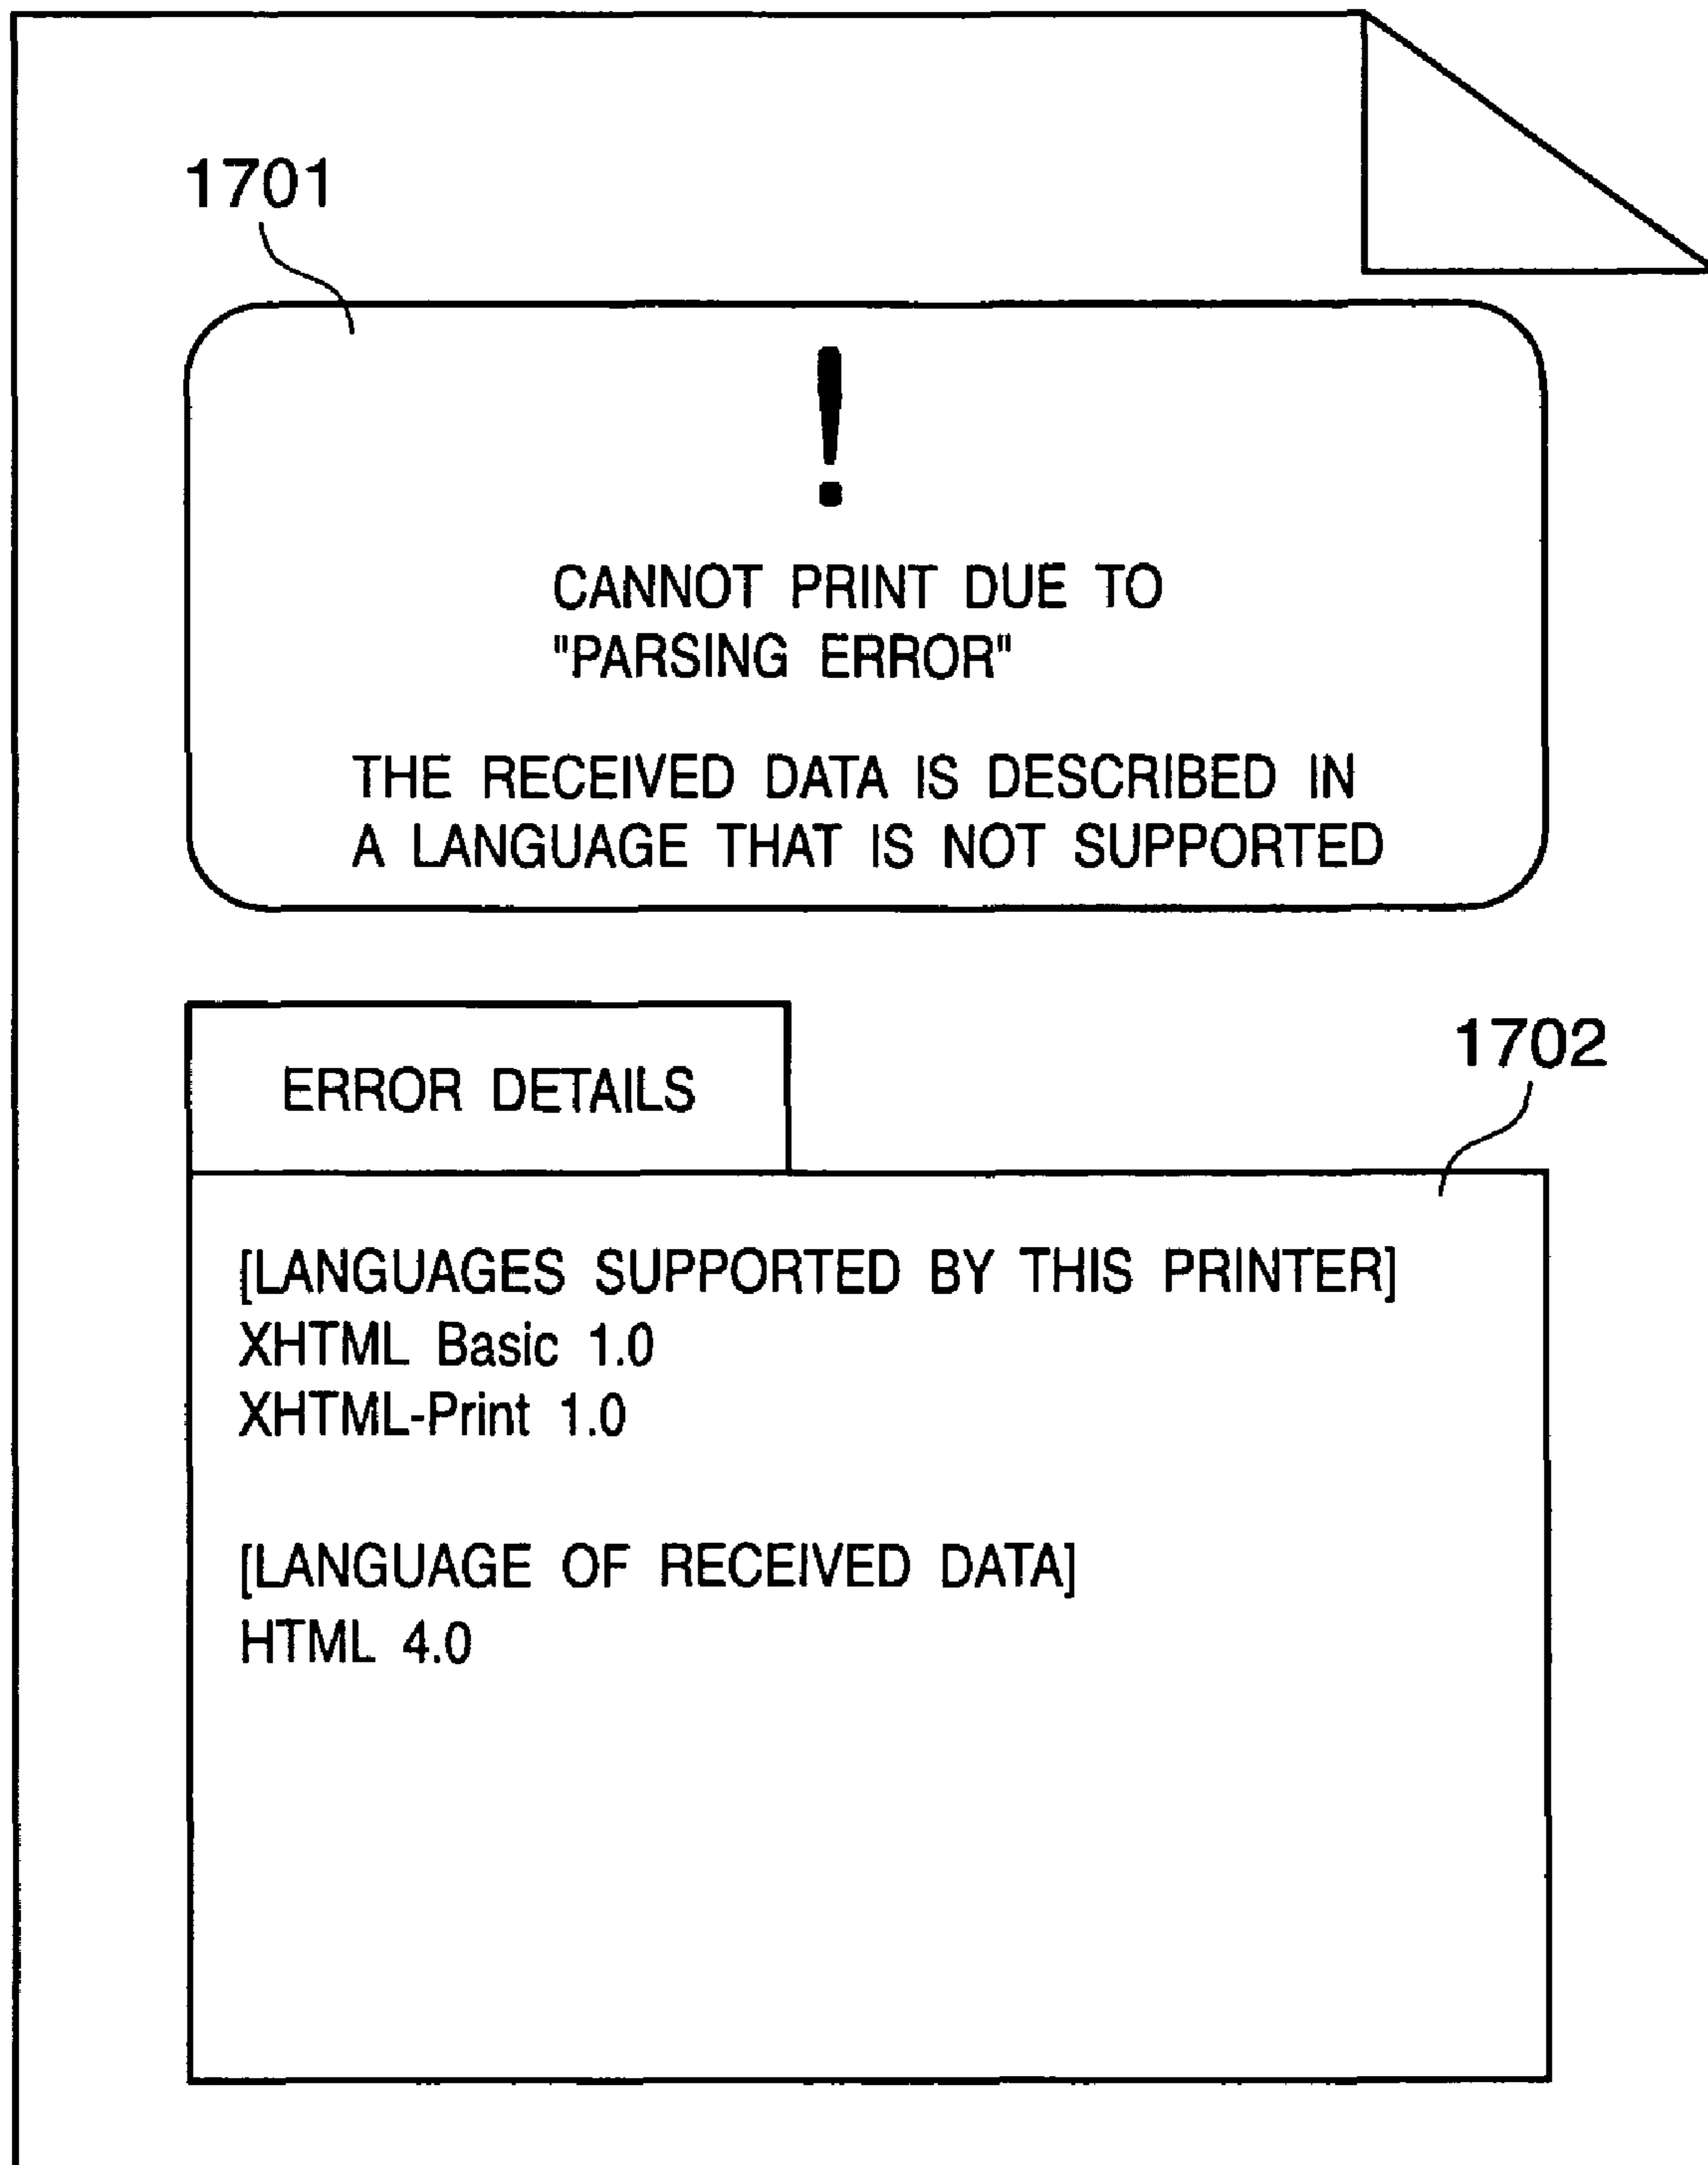 1701
!
CANNOT PRINT DUE TO
"PARSING ERROR"
THE RECEIVED DATA IS DESCRIBED IN
A LANGUAGE THAT IS NOT SUPPORTED
ERROR DETAILS
1702
[LANGUAGES SUPPORTED BY THIS PRINTER]
XHTML Basic 1.0
XHTML-Print 1.0
[LANGUAGE OF RECEIVED DATA]
HTML 4.0